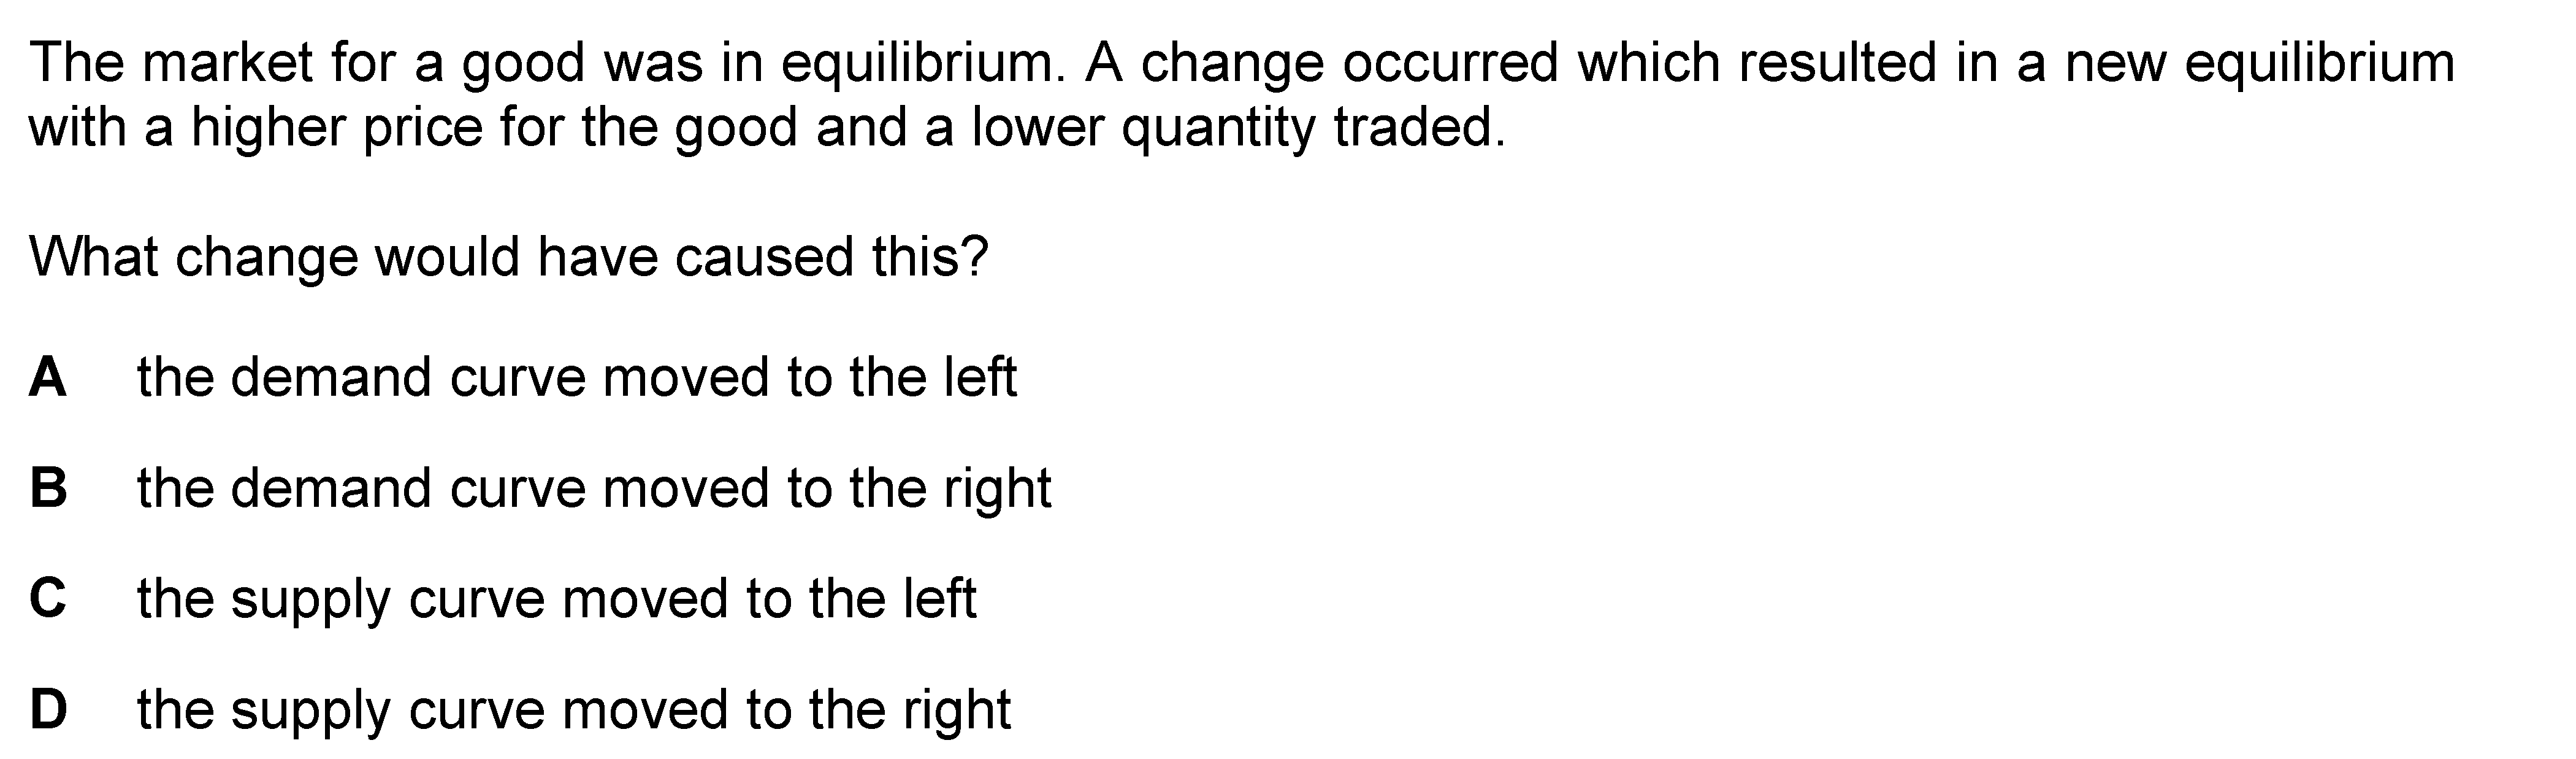 The market for a good was in equilibrium. A change occurred which resulted in a new equilibrium
with a higher price for the good and a lower quantity traded.
What change would have caused this?
A the demand curve moved to the left
B the demand curve moved to the right
C the supply curve moved to the left
D the supply curve moved to the right